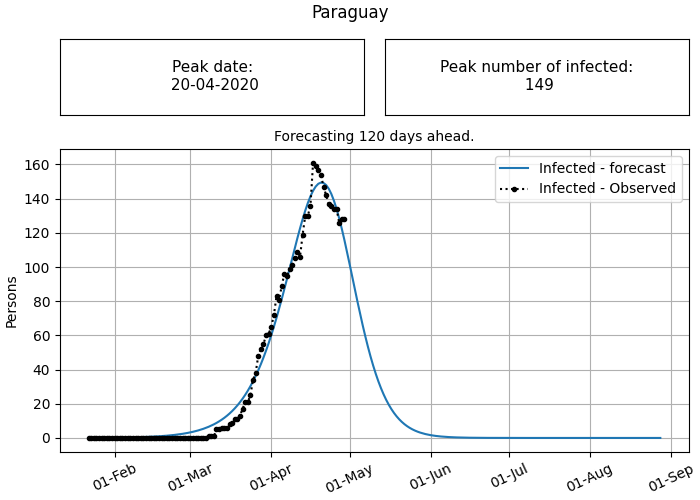 Paraguay
Peak date:
20-04-2020
Peak number of infected:
149
Forecasting 120 days ahead.
Infected - forecast
Infected - Observed
Persons
160
140
120
100
80
60
40
20
0
01-Feb
01-Mar
01-Apr
01-May
01-Jun
01-Jul
01-Aug
01-Sep